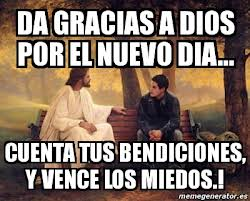 DA GRACIAS A DIOS
POR EL NUEVO DIA...
CUENTA TUS BENDICIONES,
Y VENCE LOS MIEDOS.!
memegenerator.es